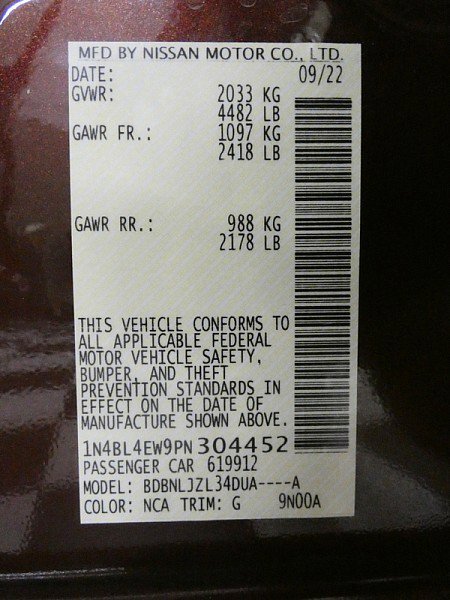 MFD BY NISSAN MOTOR CO., LTD.
DATE: 09/22
GVWR: 2033 KG
4482 LB
GAWR FR.: 1097 KG
2418 LB
GAWR RR.: 988 KG
2178 LB
THIS VEHICLE CONFORMS TO
ALL APPLICABLE FEDERAL
MOTOR VEHICLE SAFETY,
BUMPER, AND THEFT
PREVENTION STANDARDS IN
EFFECT ON THE DATE OF
MANUFACTURE SHOWN ABOVE.
1N4BL4EW9PN304452
PASSENGER CAR 619912
MODEL: BDBNLJZL34DUA----A
COLOR: NCA TRIM: G 9N00A